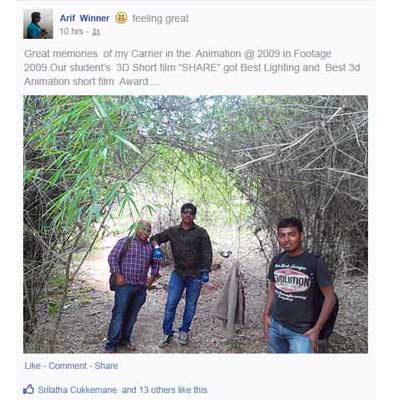 Arif Winner feeling great
10 hrs ·
Great memories of my Carrier in the Animation @ 2009 in Footage
2009.Our student's 3D Short film "SHARE" got Best Lighting and Best 3d
Animation short film Award....
EVOLUTION
Like - Comment - Share
Srilatha Cukkemane and 13 others like this